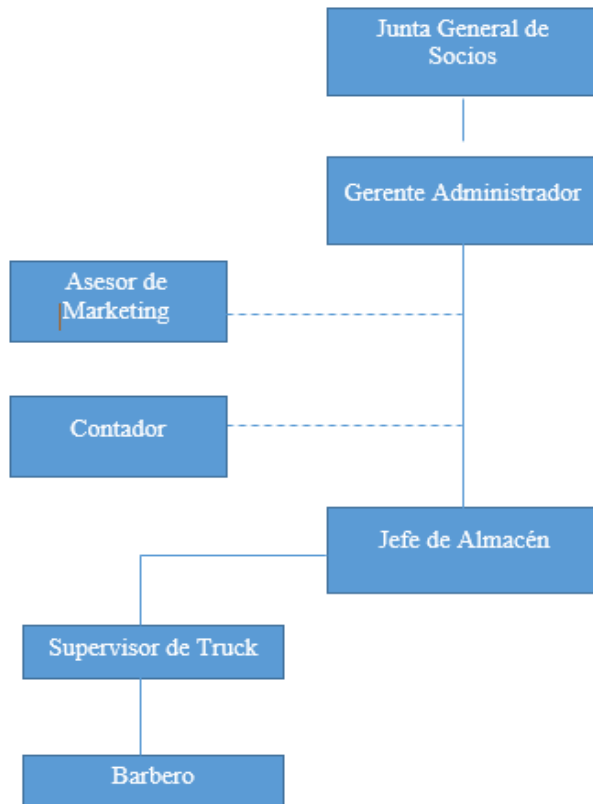 Junta General de
Socios
Gerente Administrador
Asesor de
Marketing
Contador
Jefe de Almacén
Supervisor de Truck
Barbero